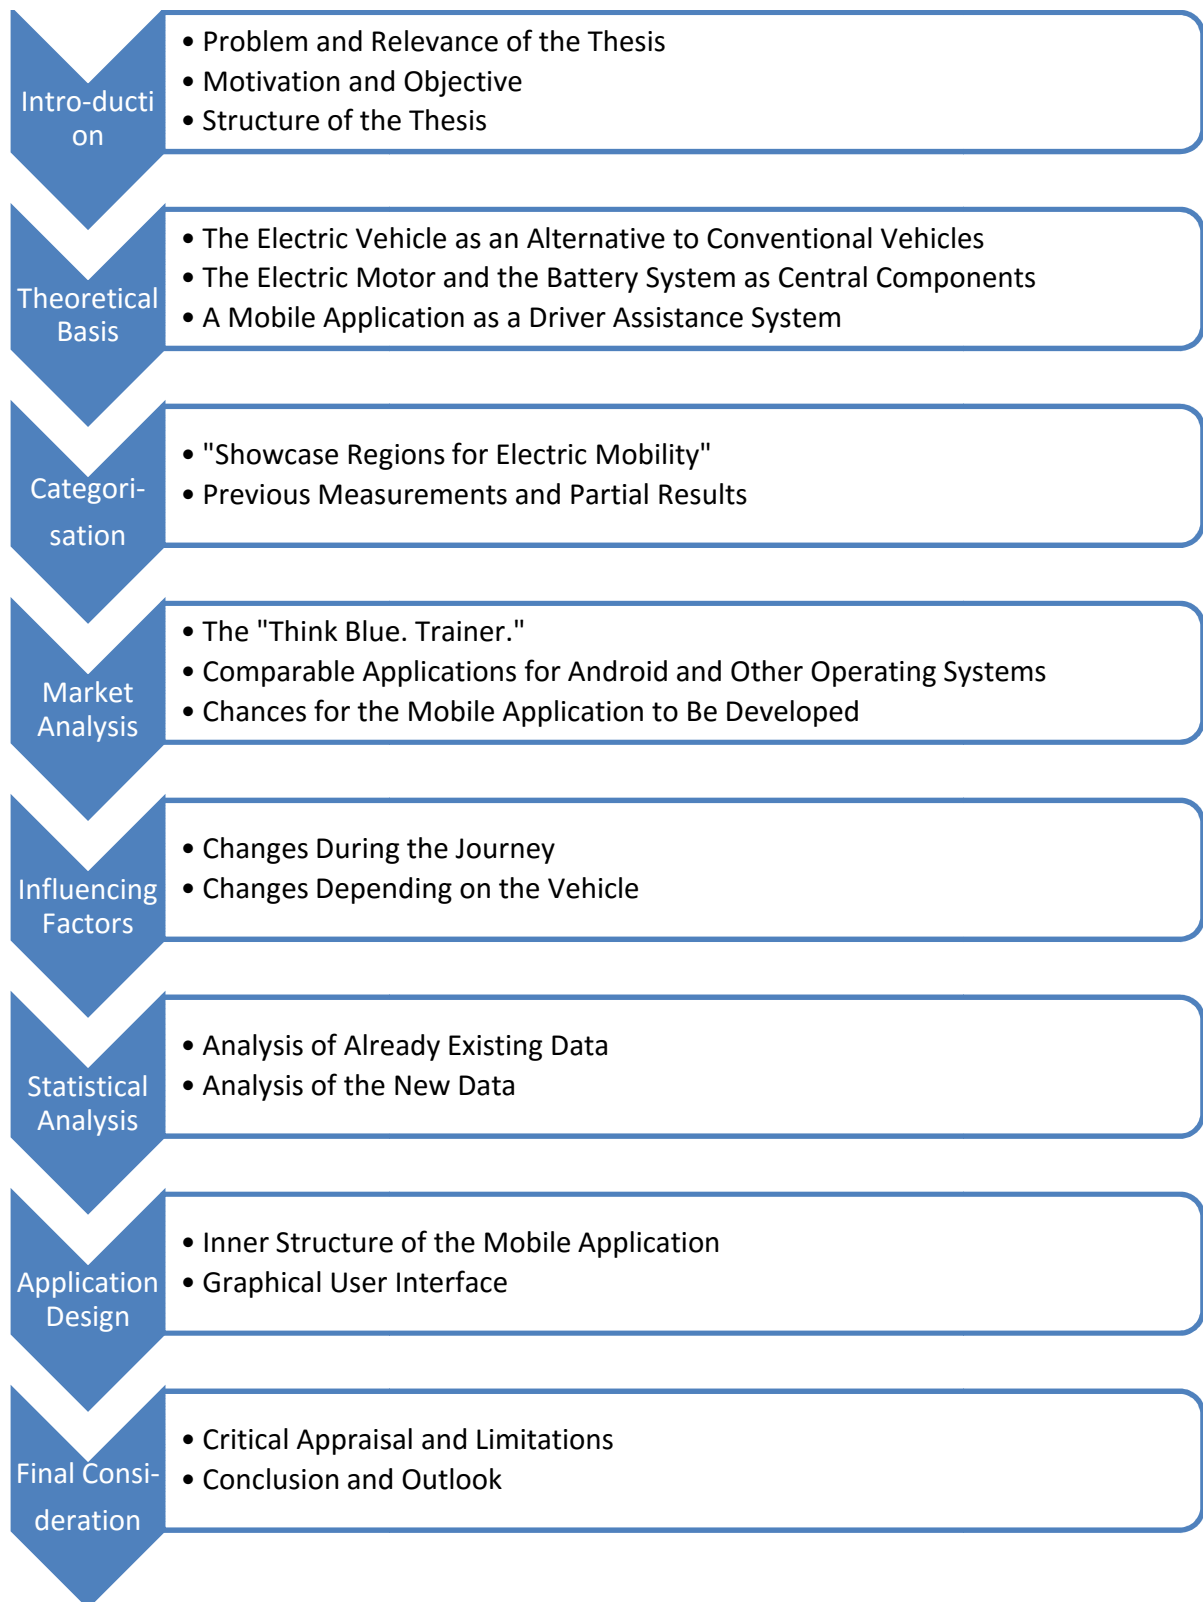 Intro-ducti
on
• Problem and Relevance of the Thesis
• Motivation and Objective
• Structure of the Thesis
Theoretical
Basis
• The Electric Vehicle as an Alternative to Conventional Vehicles
• The Electric Motor and the Battery System as Central Components
• A Mobile Application as a Driver Assistance System
Categori-
sation
• "Showcase Regions for Electric Mobility"
• Previous Measurements and Partial Results
Market
Analysis
• The "Think Blue. Trainer."
• Comparable Applications for Android and Other Operating Systems
• Chances for the Mobile Application to Be Developed
Influencing
Factors
• Changes During the Journey
• Changes Depending on the Vehicle
Statistical
Analysis
• Analysis of Already Existing Data
• Analysis of the New Data
Application
Design
• Inner Structure of the Mobile Application
• Graphical User Interface
Final Consi-
deration
• Critical Appraisal and Limitations
• Conclusion and Outlook